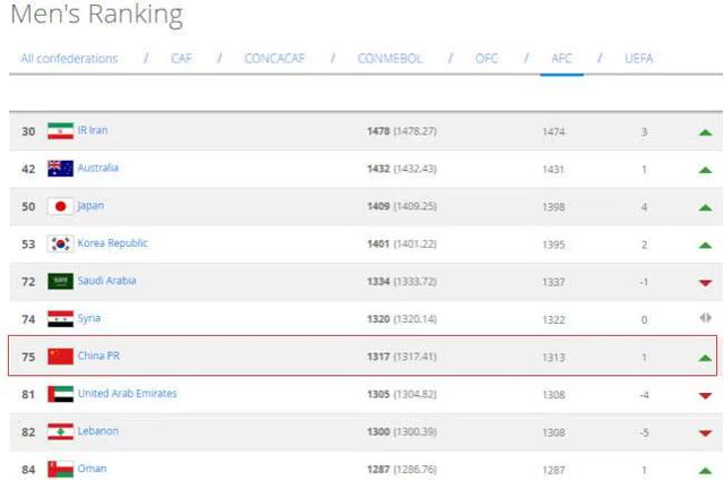 Men's Ranking
All confederations / CAF / CONCACAF / CONMEBOL / OFC / AFC / UEFA
30 IR Iran 1478 (1478.27) 1474 3
42 Australia 1432 (1432.43) 1431 1
50 Japan 1409 (1409.25) 1398 4
53 Korea Republic 1401 (1401.22) 1395 2
72 Saudi Arabia 1334 (1333.72) 1337 -1
74 Syria 1320 (1320.14) 1322 0
75 China PR 1317 (1317.41) 1313 1
81 United Arab Emirates 1305 (1304.82) 1308 -4
82 Lebanon 1300 (1300.39) 1308 -5
84 Oman 1287 (1286.76) 1287 1